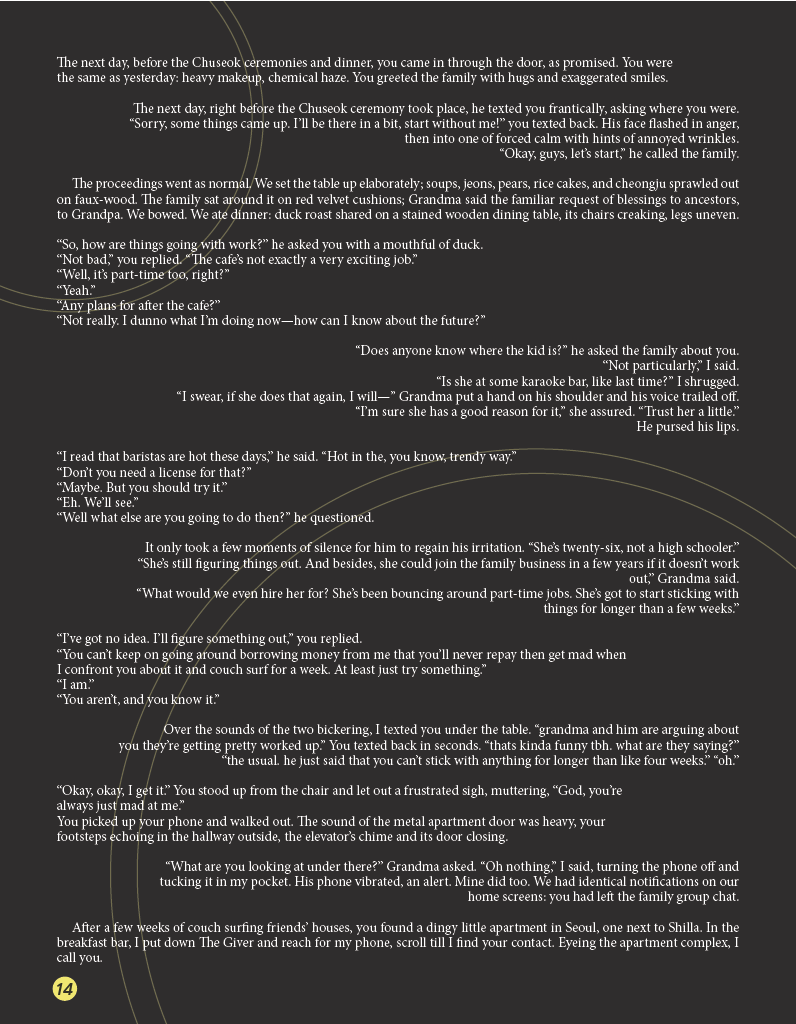 The next day, before the Chuseok ceremonies and dinner, you came in through the door, as promised. You were
the same as yesterday: heavy makeup, chemical haze. You greeted the family with hugs and exaggerated smiles.
The next day, right before the Chuseok ceremony took place, he texted you frantically, asking where you were.
“Sorry, some things came up. I’ll be there in a bit, start without me!” you texted back. His face flashed in anger,
then into one of forced calm with hints of annoyed wrinkles.
“Okay, guys, let’s start,” he called the family.
The proceedings went as normal. We set the table up elaborately; soups, jeons, pears, rice cakes, and cheongju sprawled out
on faux-wood. The family sat around it on red velvet cushions; Grandma said the familiar request of blessings to ancestors,
to Grandpa. We bowed. We ate dinner: duck roast shared on a stained wooden dining table, its chairs creaking, legs uneven.
“So, how are things going with work?” he asked you with a mouthful of duck.
“Not bad,” you replied. “The cafe’s not exactly a very exciting job.”
“Well, it’s part-time too, right?”
“Yeah.”
“Any plans for after the cafe?”
“Not really. I dunno what I’m doing now—how can I know about the future?”
“Does anyone know where the kid is?” he asked the family about you.
“Not particularly,” I said.
“Is she at some karaoke bar, like last time?” I shrugged.
“I swear, if she does that again, I will—” Grandma put a hand on his shoulder and his voice trailed off.
“I’m sure she has a good reason for it,” she assured. “Trust her a little.”
He pursed his lips.
“I read that baristas are hot these days,” he said. “Hot in the, you know, trendy way.”
“Don’t you need a license for that?”
“Maybe. But you should try it.”
“Eh. We’ll see.”
“Well what else are you going to do then?” he questioned.
It only took a few moments of silence for him to regain his irritation. “She’s twenty-six, not a high schooler.”
“She’s still figuring things out. And besides, she could join the family business in a few years if it doesn’t work
out,” Grandma said.
“What would we even hire her for? She’s been bouncing around part-time jobs. She’s got to start sticking with
things for longer than a few weeks.”
“I’ve got no idea. I’ll figure something out,” you replied.
“You can’t keep on going around borrowing money from me that you’ll never repay then get mad when
I confront you about it and couch surf for a week. At least just try something.”
“I am.”
“You aren’t, and you know it.”
Over the sounds of the two bickering, I texted you under the table. “grandma and him are arguing about
you they’re getting pretty worked up.” You texted back in seconds. “thats kinda funny tbh. what are they saying?”
“the usual. he just said that you can’t stick with anything for longer than like four weeks.” “oh.”
“Okay, okay, I get it.” You stood up from the chair and let out a frustrated sigh, muttering, “God, you’re
always just mad at me.”
You picked up your phone and walked out. The sound of the metal apartment door was heavy, your
footsteps echoing in the hallway outside, the elevator’s chime and its door closing.
“What are you looking at under there?” Grandma asked. “Oh nothing,” I said, turning the phone off and
tucking it in my pocket. His phone vibrated, an alert. Mine did too. We had identical notifications on our
home screens: you had left the family group chat.
After a few weeks of couch surfing friends’ houses, you found a dingy little apartment in Seoul, one next to Shilla. In the
breakfast bar, I put down The Giver and reach for my phone, scroll till I find your contact. Eyeing the apartment complex, I
call you.
14